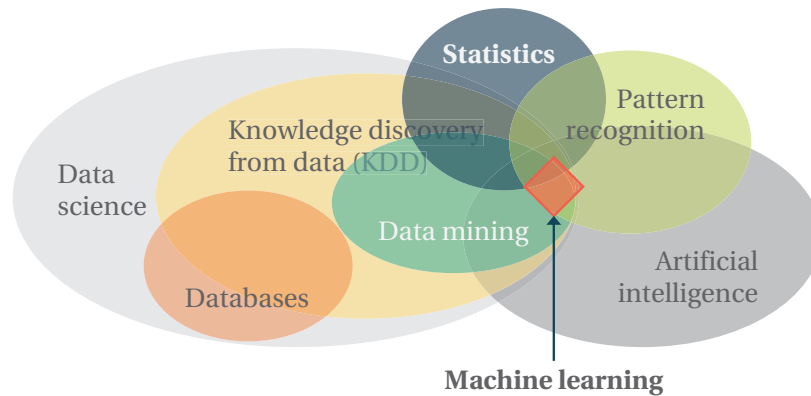 Statistics
Pattern
recognition
Knowledge discovery
from data (KDD)
Data
science
Data mining
Artificial
intelligence
Databases
Machine learning